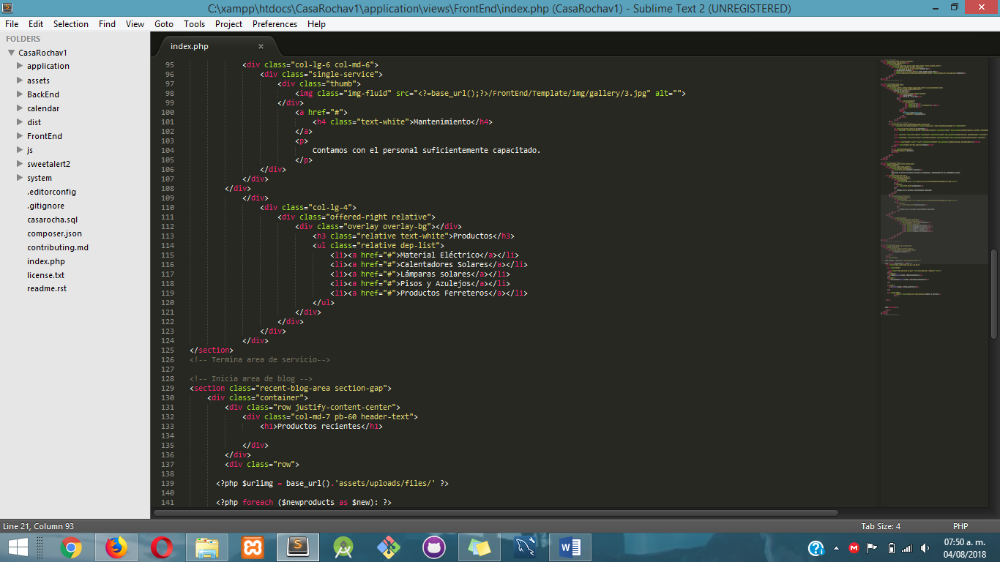 C:\xampp\htdocs\CasaRochav1\application\views\FrontEnd\index.php (CasaRochav1) - Sublime Text 2 (UNREGISTERED)
File Edit Selection Find View Goto Tools Project Preferences Help
FOLDERS
CasaRochav1
application
assets
BackEnd
calendar
dist
FrontEnd
js
sweetalert2
system
.editorconfig
.gitignore
casarocha.sql
composer.json
contributing.md
index.php
license.txt
readme.rst
index.php
95 <div class="col-lg-6 col-md-6">
96 <div class="single-service">
97 <div class="thumb">
98 <img class="img-fluid" src="<?=base_url();?>/FrontEnd/Template/img/gallery/3.jpg" alt="">
99 </div>
100 <a href="#">
101 <h4 class="text-white">Mantenimiento</h4>
102 </a>
103 <p>
104 Contamos con el personal suficientemente capacitado.
105 </p>
106 </div>
107 </div>
108 </div>
109 </div>
110 <div class="col-lg-4">
111 <div class="offered-right relative">
112 <div class="overlay overlay-bg"></div>
113 <h3 class="relative text-white">Productos</h3>
114 <ul class="relative dep-list">
115 <li><a href="#">Material Eléctrico</a></li>
116 <li><a href="#">Calentadores Solares</a></li>
117 <li><a href="#">Lámparas solares</a></li>
118 <li><a href="#">Pisos y Azulejos</a></li>
119 <li><a href="#">Productos Ferreteros</a></li>
120 </ul>
121 </div>
122 </div>
123 </div>
124 </div>
125 </section>
126 <!-- Termina area de servicio-->
127
128 <!-- Inicia area de blog -->
129 <section class="recent-blog-area section-gap">
130 <div class="container">
131 <div class="row justify-content-center">
132 <div class="col-md-7 pb-60 header-text">
133 <h1>Productos recientes</h1>
134
135 </div>
136 </div>
137 <div class="row">
138
139 <?php $urlimg = base_url().'assets/uploads/files/' ?>
140
141 <?php foreach ($newproducts as $new): ?>
Line 21, Column 93 Tab Size: 4 PHP
07:50 a. m.
04/08/2018